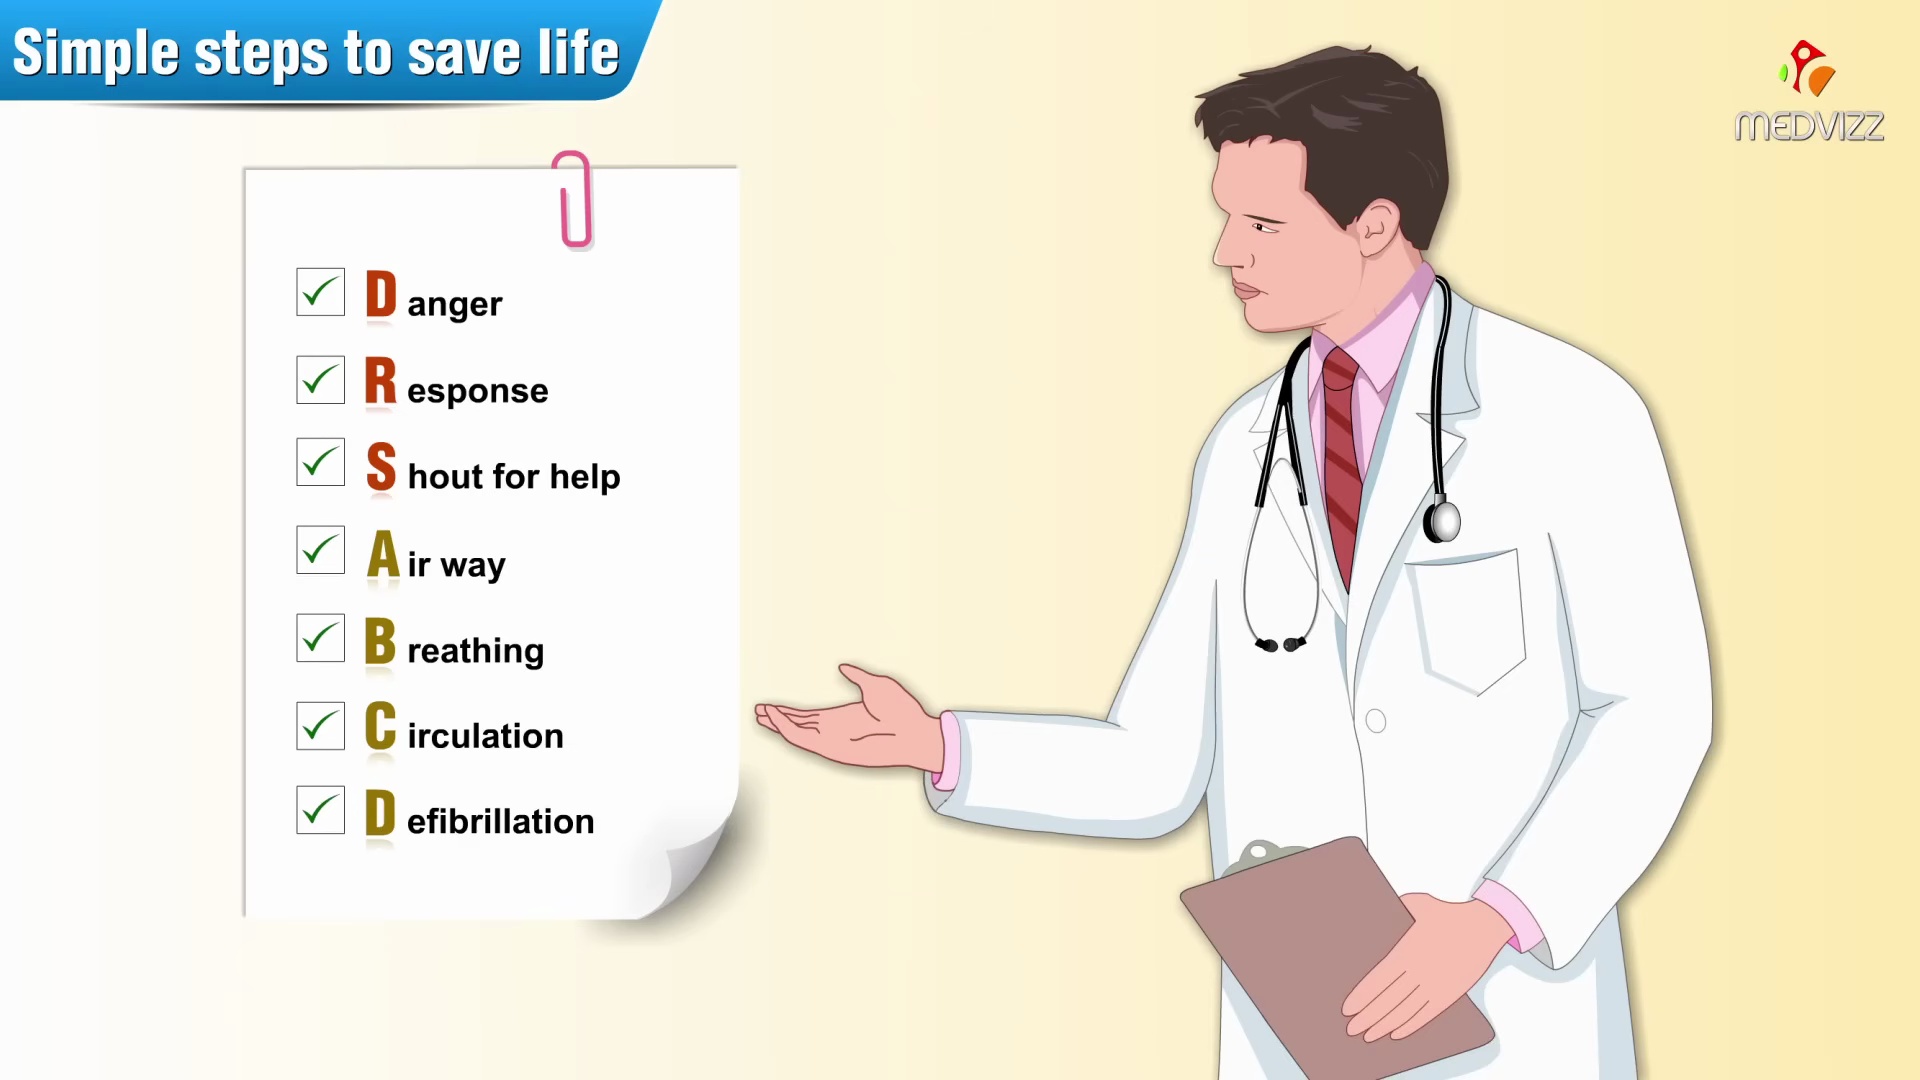 Simple steps to save life
MEDVIZZ
D anger
R esponse
S hout for help
A ir way
B reathing
C irculation
D efibrillation